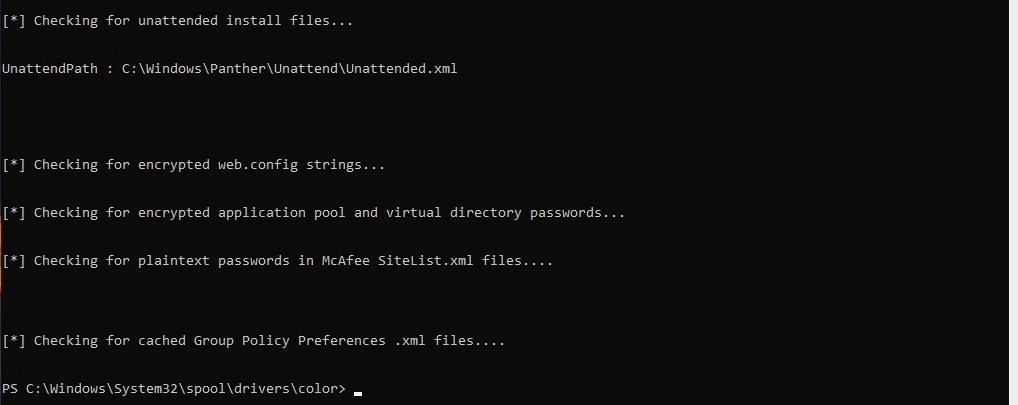 [*] Checking for unattended install files...
UnattendPath : C:\Windows\Panther\Unattend\Unattended.xml
[*] Checking for encrypted web.config strings...
[*] Checking for encrypted application pool and virtual directory passwords...
[*] Checking for plaintext passwords in McAfee SiteList.xml files....
[*] Checking for cached Group Policy Preferences .xml files....
PS C:\Windows\System32\spool\drivers\color>